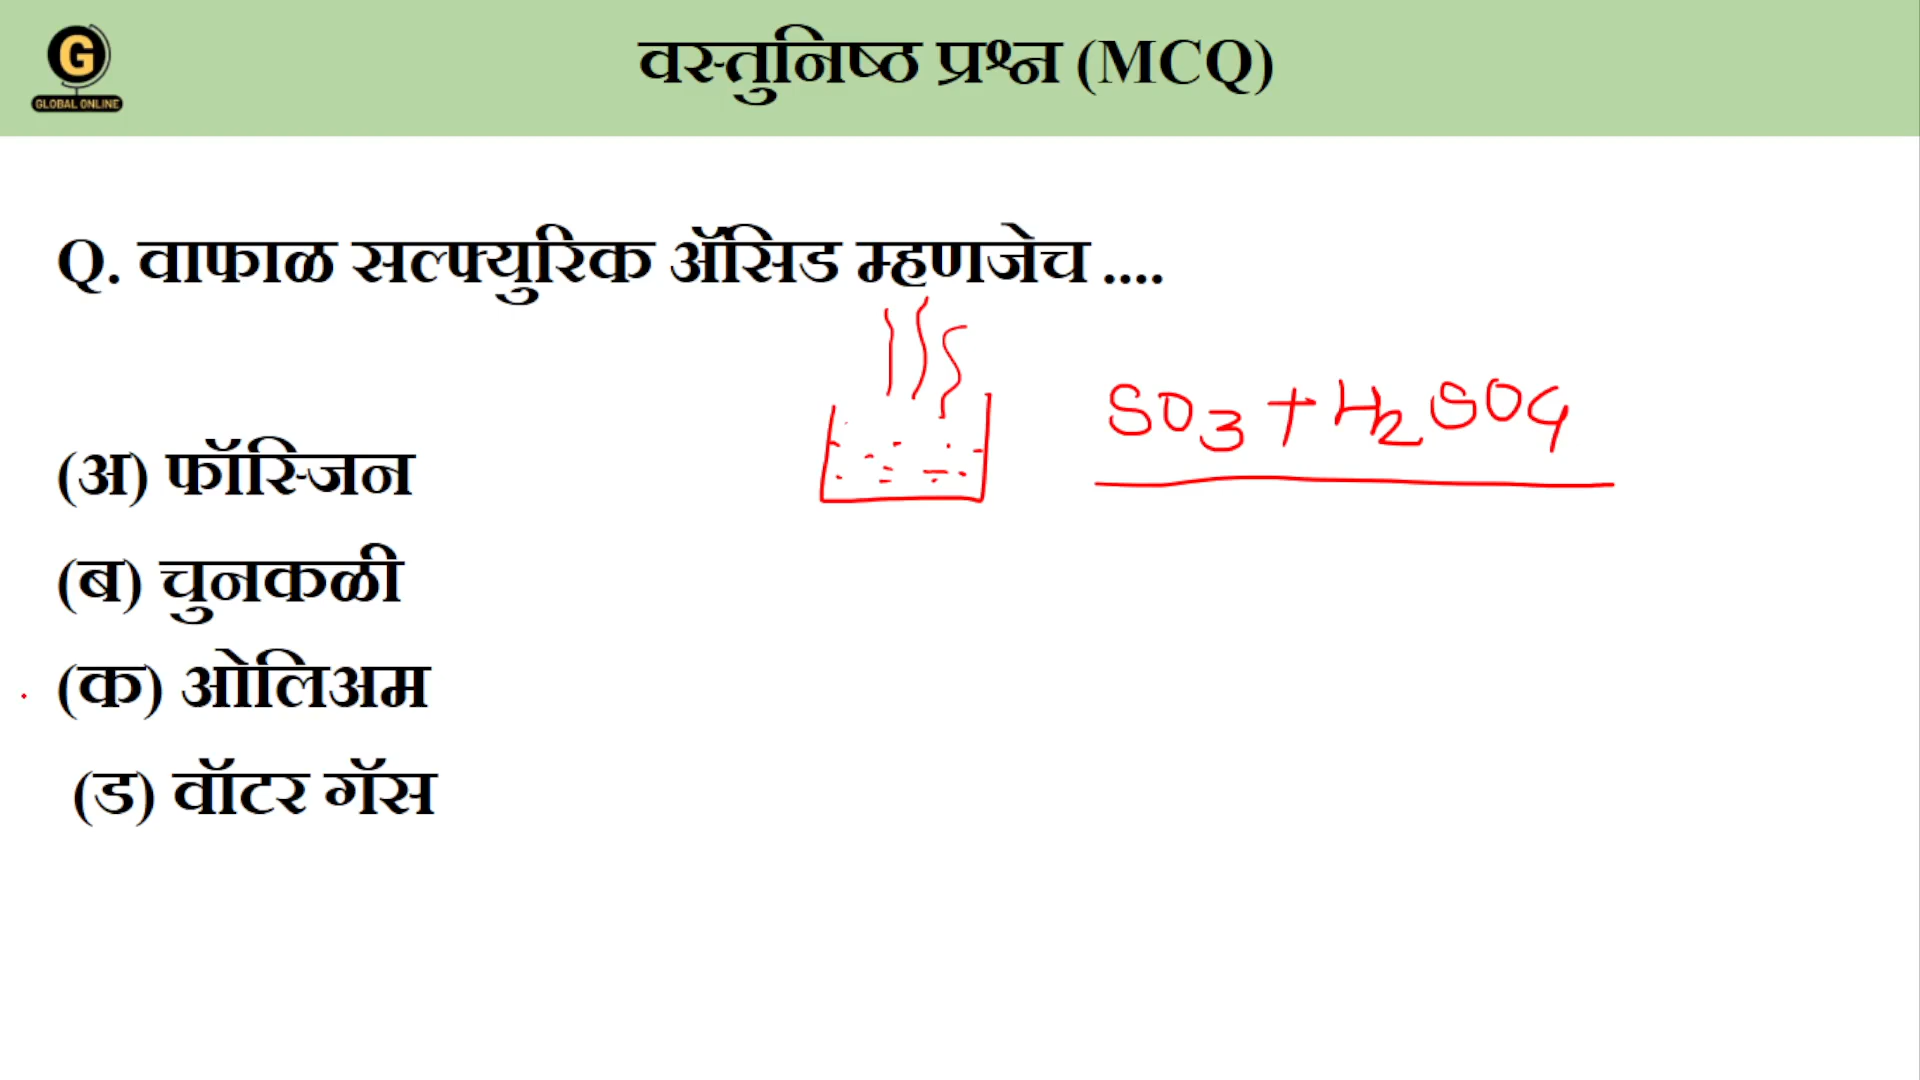 G
GLOBAL ONLINE
वस्तुनिष्ठ प्रश्न (MCQ)
Q. वाफाळ सल्फ्युरिक ॲसिड म्हणजेच ....
SO₃ + H₂SO₄
(अ) फॉस्जिन
(ब) चुनकळी
(क) ओलिअम
(ड) वॉटर गॅस